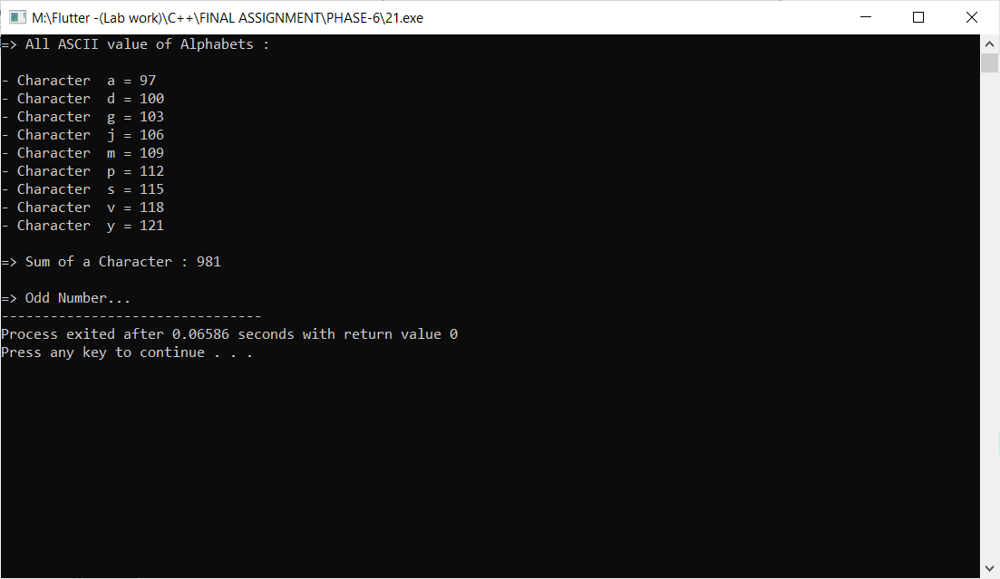 M:\Flutter -(Lab work)\C++\FINAL ASSIGNMENT\PHASE-6\21.exe
=> All ASCII value of Alphabets :
- Character  a = 97
- Character  d = 100
- Character  g = 103
- Character  j = 106
- Character  m = 109
- Character  p = 112
- Character  s = 115
- Character  v = 118
- Character  y = 121
=> Sum of a Character : 981
=> Odd Number...
--------------------------------
Process exited after 0.06586 seconds with return value 0
Press any key to continue . . .